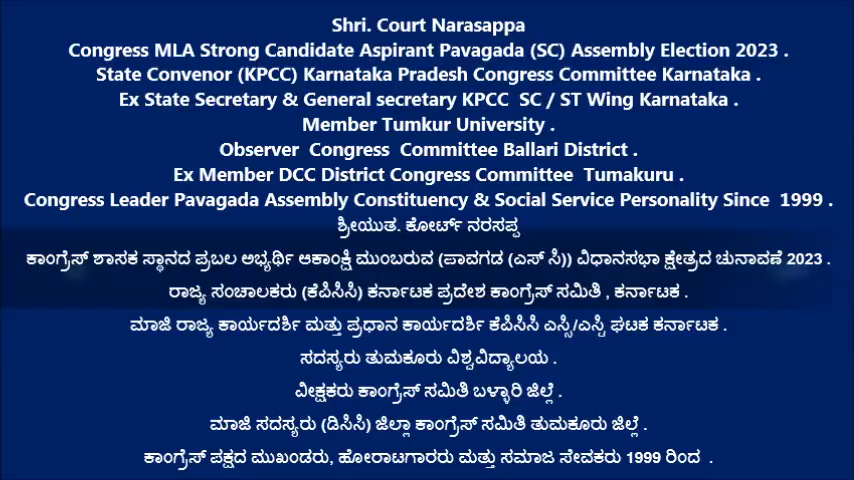 Shri. Court Narasappa
Congress MLA Strong Candidate Aspirant Pavagada (SC) Assembly Election 2023 .
State Convenor (KPCC) Karnataka Pradesh Congress Committee Karnataka .
Ex State Secretary & General secretary KPCC SC / ST Wing Karnataka .
Member Tumkur University .
Observer Congress Committee Ballari District .
Ex Member DCC District Congress Committee Tumakuru .
Congress Leader Pavagada Assembly Constituency & Social Service Personality Since 1999 .
ಶ್ರೀಯುತ. ಕೋರ್ಟ್ ನರಸಪ್ಪ
ಕಾಂಗ್ರೆಸ್ ಶಾಸಕ ಸ್ಥಾನದ ಪ್ರಬಲ ಅಭ್ಯರ್ಥಿ ಆಕಾಂಕ್ಷಿ ಮುಂಬರುವ (ಪಾವಗಡ (ಎಸ್ ಸಿ)) ವಿಧಾನಸಭಾ ಕ್ಷೇತ್ರದ ಚುನಾವಣೆ 2023 .
ರಾಜ್ಯ ಸಂಚಾಲಕರು (ಕೆಪಿಸಿಸಿ) ಕರ್ನಾಟಕ ಪ್ರದೇಶ ಕಾಂಗ್ರೆಸ್ ಸಮಿತಿ , ಕರ್ನಾಟಕ .
ಮಾಜಿ ರಾಜ್ಯ ಕಾರ್ಯದರ್ಶಿ ಮತ್ತು ಪ್ರಧಾನ ಕಾರ್ಯದರ್ಶಿ ಕೆಪಿಸಿಸಿ ಎಸ್ಸಿ/ಎಸ್ಟಿ ಘಟಕ ಕರ್ನಾಟಕ .
ಸದಸ್ಯರು ತುಮಕೂರು ವಿಶ್ವವಿದ್ಯಾಲಯ .
ವೀಕ್ಷಕರು ಕಾಂಗ್ರೆಸ್ ಸಮಿತಿ ಬಳ್ಳಾರಿ ಜಿಲ್ಲೆ .
ಮಾಜಿ ಸದಸ್ಯರು (ಡಿಸಿಸಿ) ಜಿಲ್ಲಾ ಕಾಂಗ್ರೆಸ್ ಸಮಿತಿ ತುಮಕೂರು ಜಿಲ್ಲೆ .
ಕಾಂಗ್ರೆಸ್ ಪಕ್ಷದ ಮುಖಂಡರು, ಹೋರಾಟಗಾರರು ಮತ್ತು ಸಮಾಜ ಸೇವಕರು 1999 ರಿಂದ .